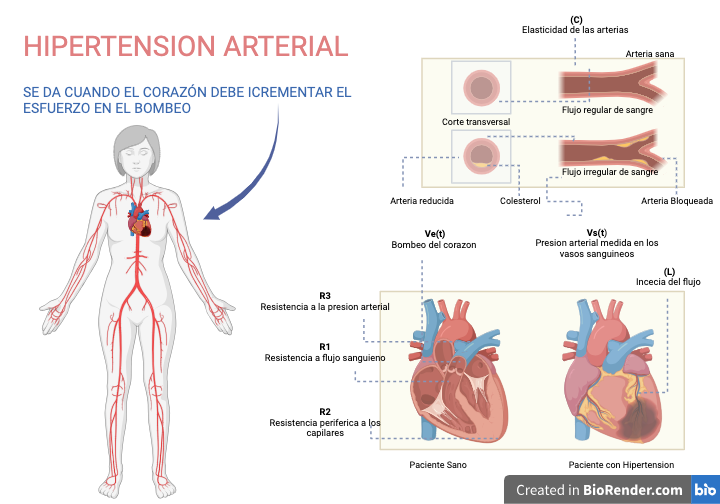 HIPERTENSION ARTERIAL
SE DA CUANDO EL CORAZÓN DEBE ICREMENTAR EL
ESFUERZO EN EL BOMBEO
(C)
Elasticidad de las arterias
Arteria sana
Flujo regular de sangre
Corte transversal
Flujo irregular de sangre
Arteria reducida
Colesterol
Arteria Bloqueada
Ve(t)
Bombeo del corazon
Vs(t)
Presion arterial medida en los
vasos sanguineos
(L)
Incecia del flujo
R3
Resistencia a la presion arterial
R1
Resistencia a flujo sanguieno
R2
Resistencia periferica a los
capilares
Paciente Sano
Paciente con Hipertension
Created in BioRender.com
bio